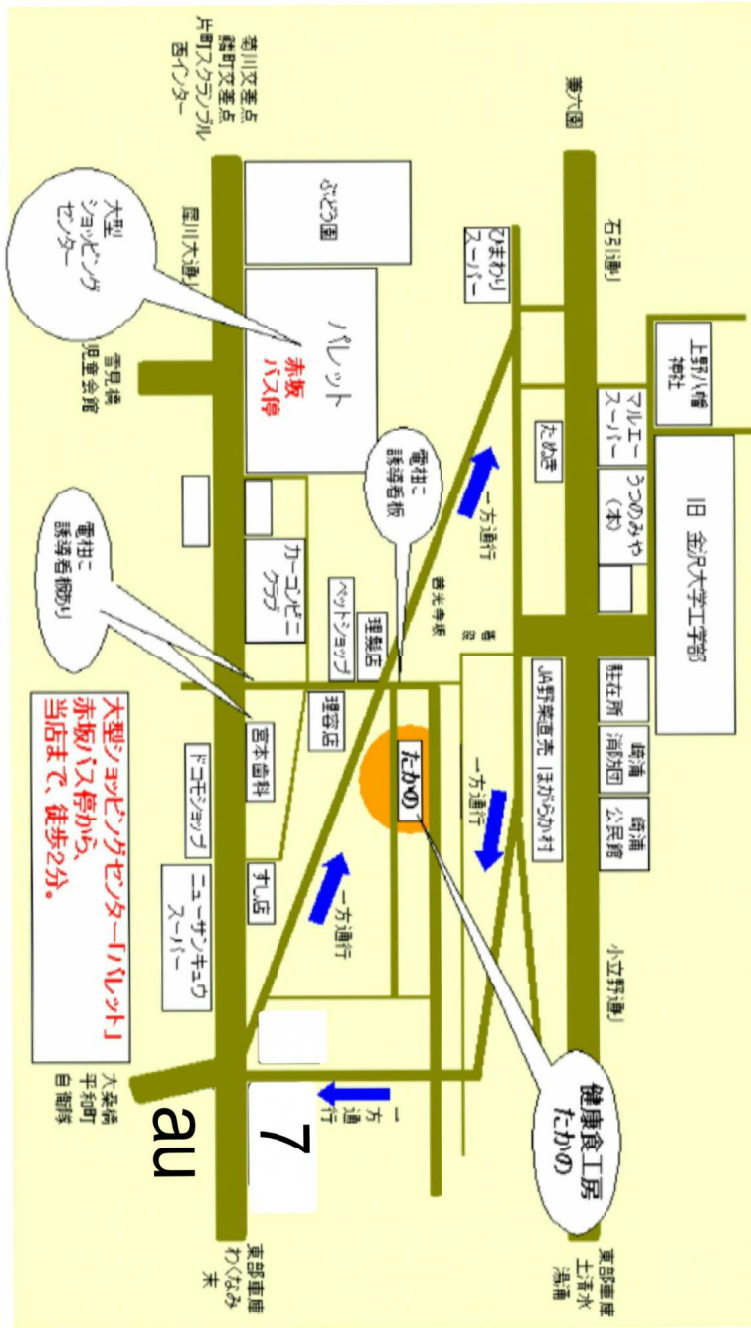 上野八幡
神社
旧 金沢大学工学部
マルエー
スーパー
うつのみや
（本）
駐在所
崎浦
消防団
崎浦
公民館
兼六園
石引通り
小立野通り
東部車庫
土清水
湯涌
ひまわり
スーパー
ためき
JA野菜直売 ほがらか村
健康食工房
たかの
一方通行
一方通行
階段
善光寺坂
電柱に
誘導看板
たかの
ぶどう園
パレット
赤坂
バス停
理髪店
ペットショップ
理容店
一方通行
一方通行
カーコンビニ
クラブ
宮本歯科
すし店
7
菊川交差点
鱗町交差点
片町スクランブル
西インター
犀川大通り
東部車庫
わくなみ
末
大型
ショッピング
センター
雪見橋
児童会館
電柱に
誘導看板あり
ドコモショップ
ニューサンキュウ
スーパー
au
大桑橋
平和町
自衛隊
大型ショッピングセンター「パレット」
赤坂バス停から、
当店まで、徒歩2分。